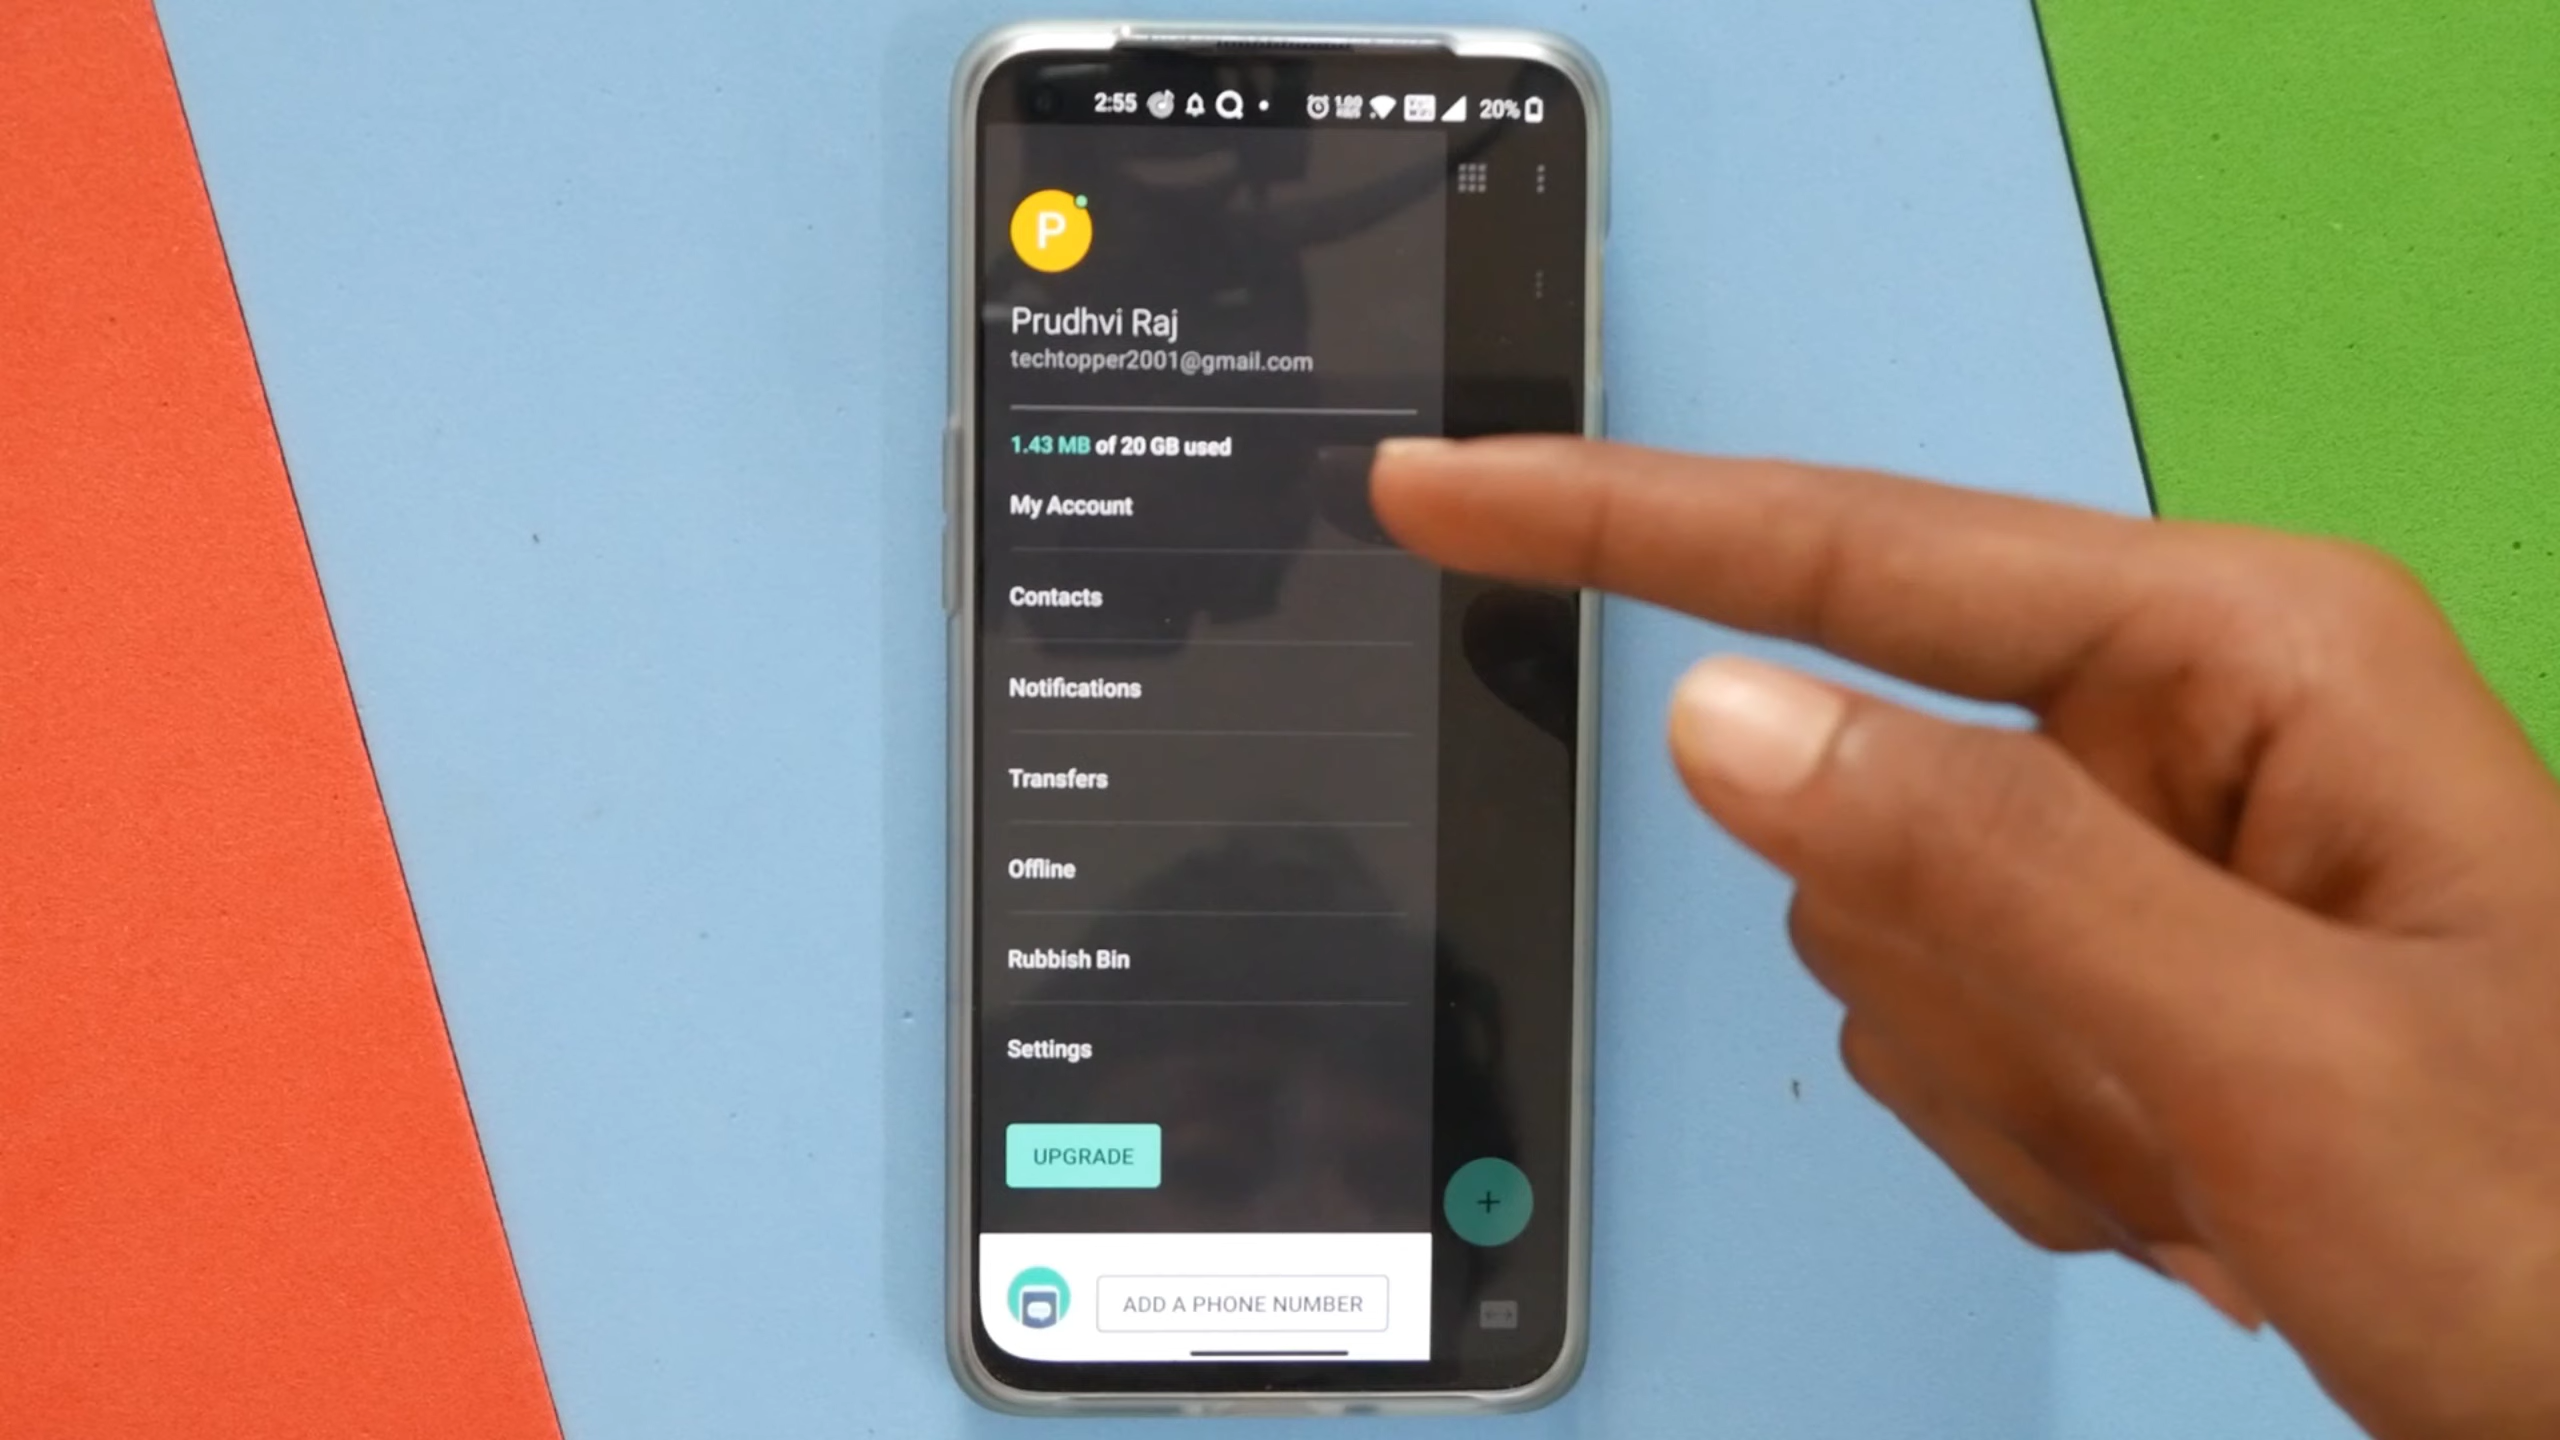 2:55
20%
P
Prudhvi Raj
techtopper2001@gmail.com
1.43 MB of 20 GB used
My Account
Contacts
Notifications
Transfers
Offline
Rubbish Bin
Settings
UPGRADE
+
ADD A PHONE NUMBER